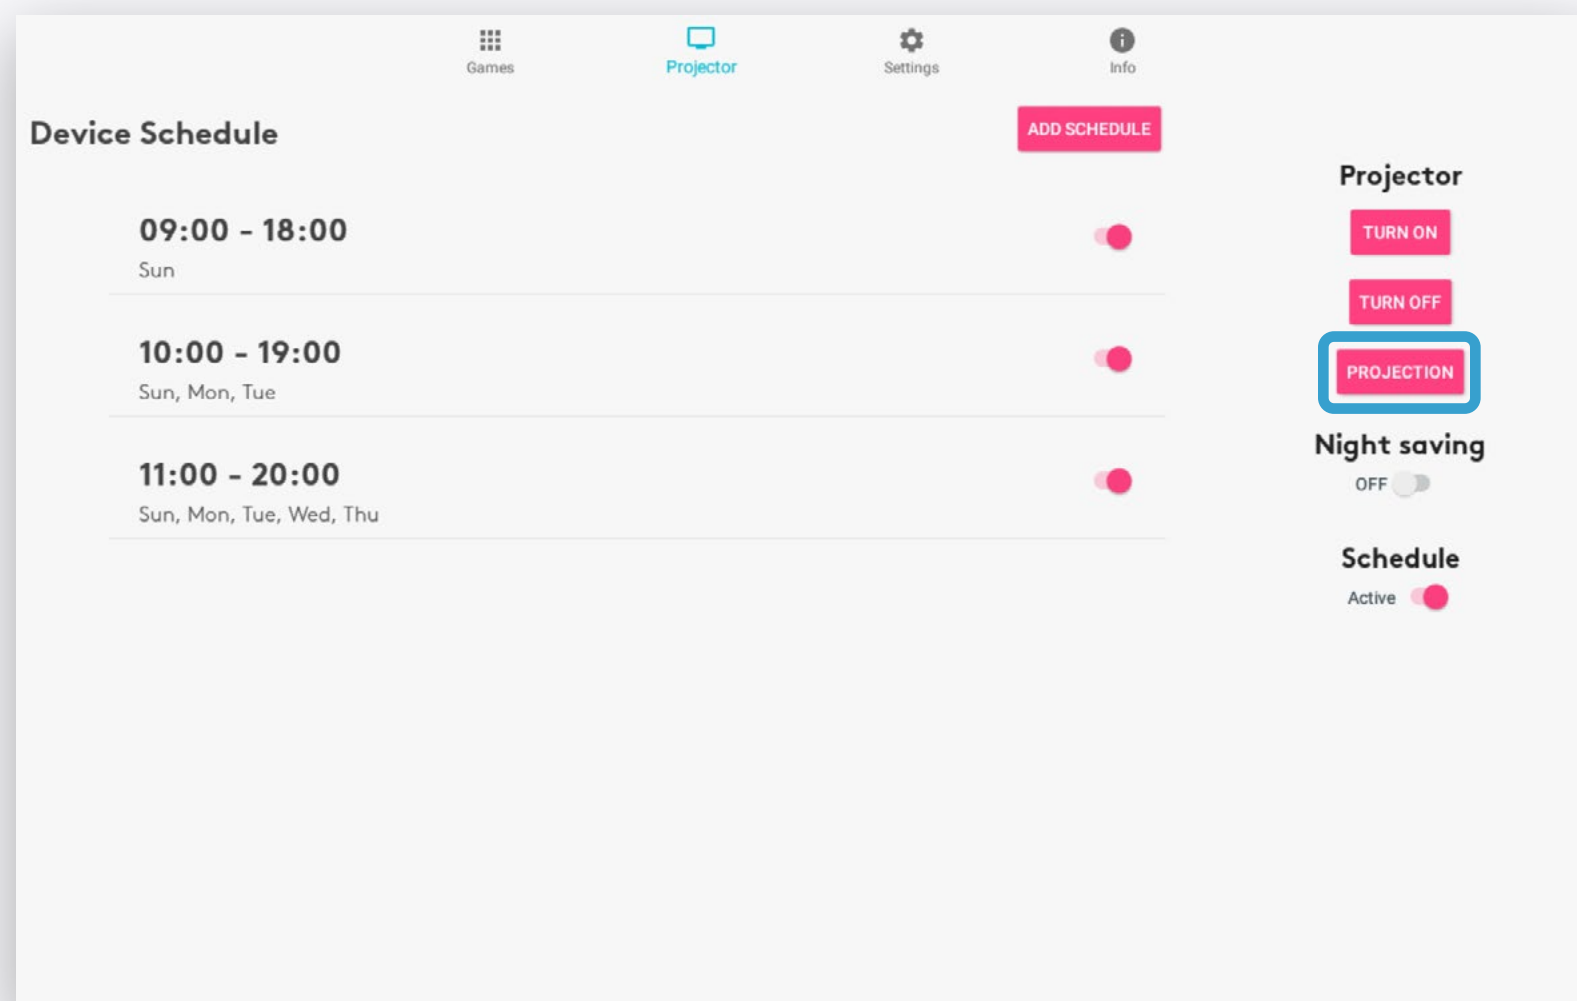 Games
Projector
Settings
Info
Device Schedule
ADD SCHEDULE
09:00 - 18:00
Sun
10:00 - 19:00
Sun, Mon, Tue
11:00 - 20:00
Sun, Mon, Tue, Wed, Thu
Projector
TURN ON
TURN OFF
PROJECTION
Night saving
OFF
Schedule
Active